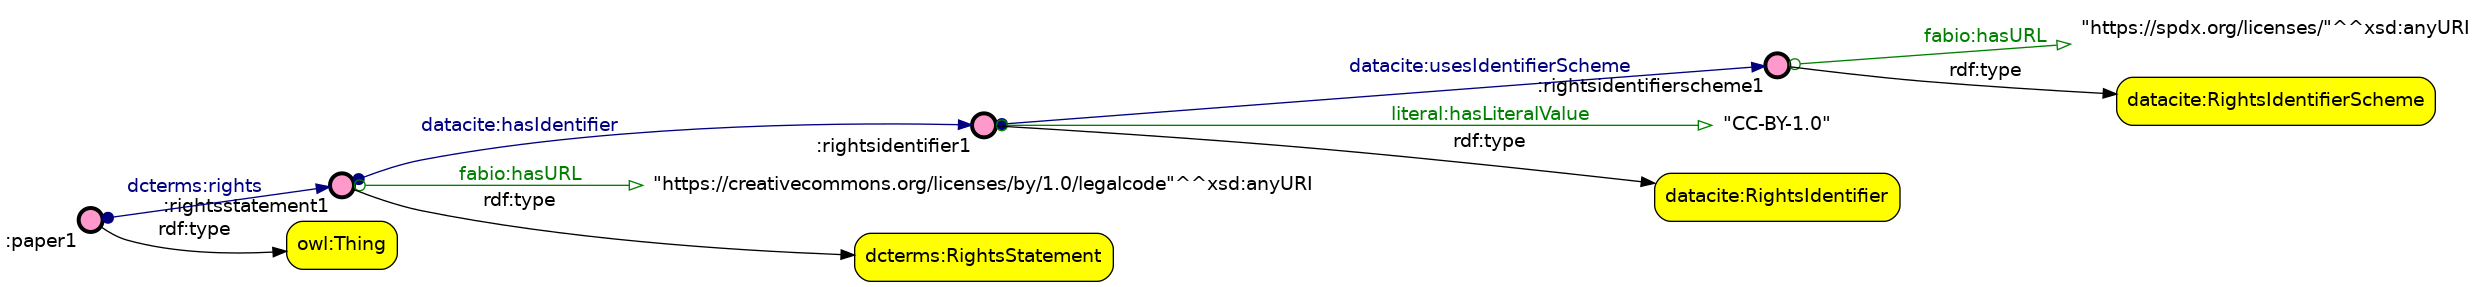 "https://spdx.org/licenses/"^^xsd:anyURI
fabio:hasURL
datacite:usesIdentifierScheme
rdf:type
:rightsidentifierscheme1
datacite:RightsIdentifierScheme
literal:hasLiteralValue
datacite:hasIdentifier
"CC-BY-1.0"
rdf:type
:rightsidentifier1
fabio:hasURL
dcterms:rights
"https://creativecommons.org/licenses/by/1.0/legalcode"^^xsd:anyURI
datacite:RightsIdentifier
rdf:type
:rightsstatement1
rdf:type
:paper1
owl:Thing
dcterms:RightsStatement